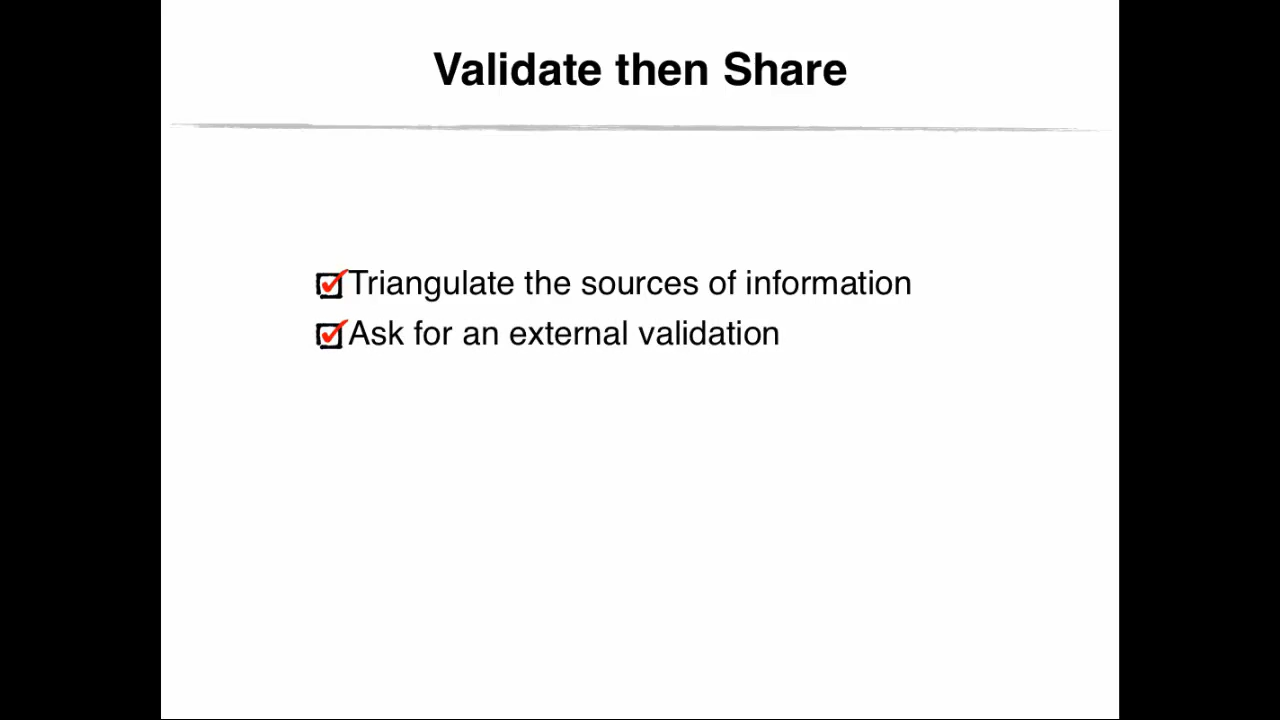 Validate then Share
Triangulate the sources of information
Ask for an external validation